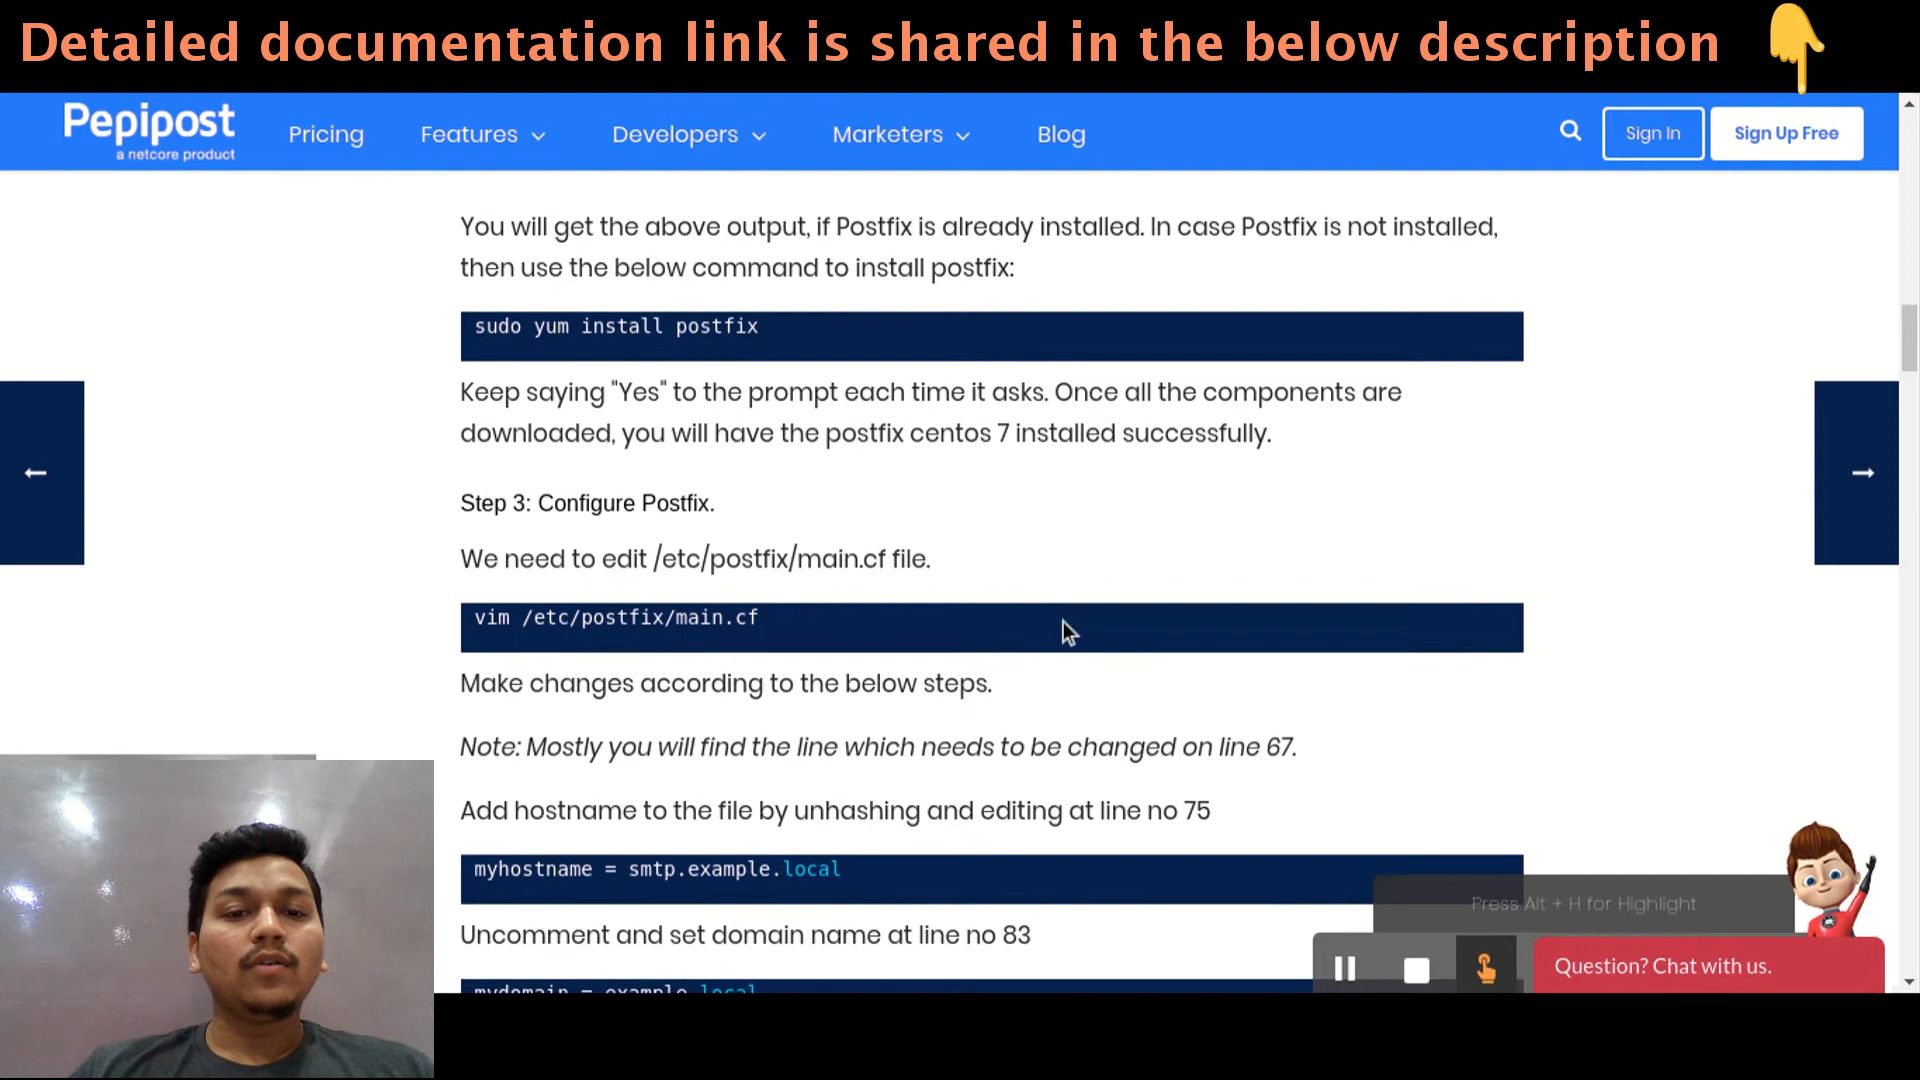 Detailed documentation link is shared in the below description 👇
Pepipost
a netcore product
Pricing
Features
Developers
Marketers
Blog
Sign In
Sign Up Free
You will get the above output, if Postfix is already installed. In case Postfix is not installed,
then use the below command to install postfix:
sudo yum install postfix
Keep saying "Yes" to the prompt each time it asks. Once all the components are
downloaded, you will have the postfix centos 7 installed successfully.
←
→
Step 3: Configure Postfix.
We need to edit /etc/postfix/main.cf file.
vim /etc/postfix/main.cf
Make changes according to the below steps.
Note: Mostly you will find the line which needs to be changed on line 67.
Add hostname to the file by unhashing and editing at line no 75
myhostname = smtp.example.local
Press Alt + H for Highlight
Uncomment and set domain name at line no 83
Question? Chat with us.
mydomain = example.local